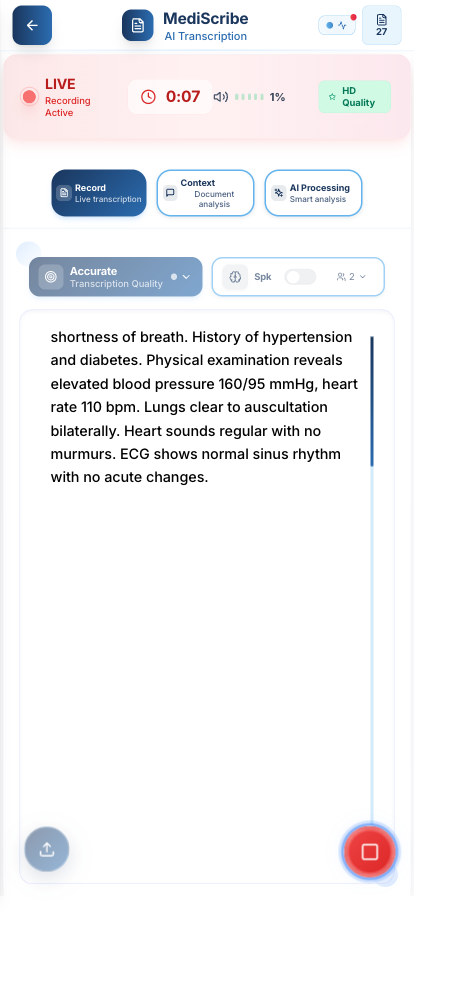 MediScribe
AI Transcription
27
LIVE
Recording
Active
0:07
1%
HD
Quality
Record
Live transcription
Context
Document
analysis
AI Processing
Smart analysis
Accurate
Transcription Quality
Spk
2
shortness of breath. History of hypertension
and diabetes. Physical examination reveals
elevated blood pressure 160/95 mmHg, heart
rate 110 bpm. Lungs clear to auscultation
bilaterally. Heart sounds regular with no
murmurs. ECG shows normal sinus rhythm
with no acute changes.